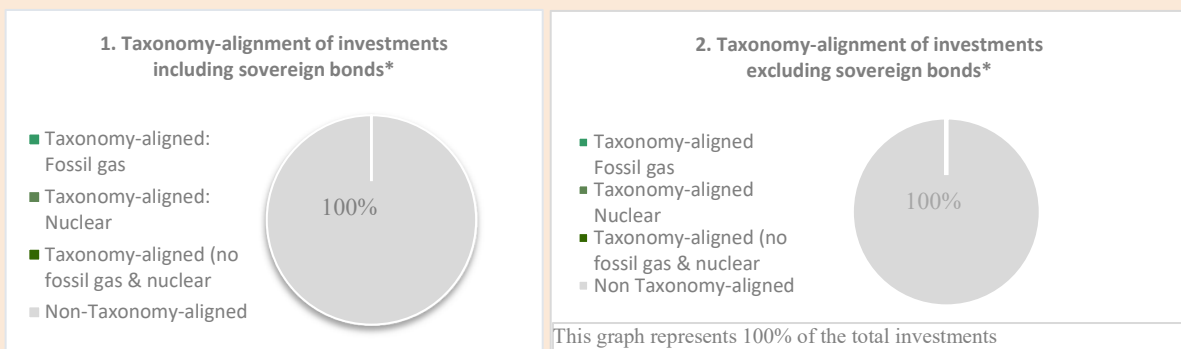 1. Taxonomy-alignment of investments
including sovereign bonds*
Taxonomy-aligned:
Fossil gas
Taxonomy-aligned:
Nuclear
Taxonomy-aligned (no
fossil gas & nuclear
Non-Taxonomy-aligned
100%
2. Taxonomy-alignment of investments
excluding sovereign bonds*
Taxonomy-aligned
Fossil gas
Taxonomy-aligned
Nuclear
Taxonomy-aligned (no
fossil gas & nuclear
Non Taxonomy-aligned
100%
This graph represents 100% of the total investments